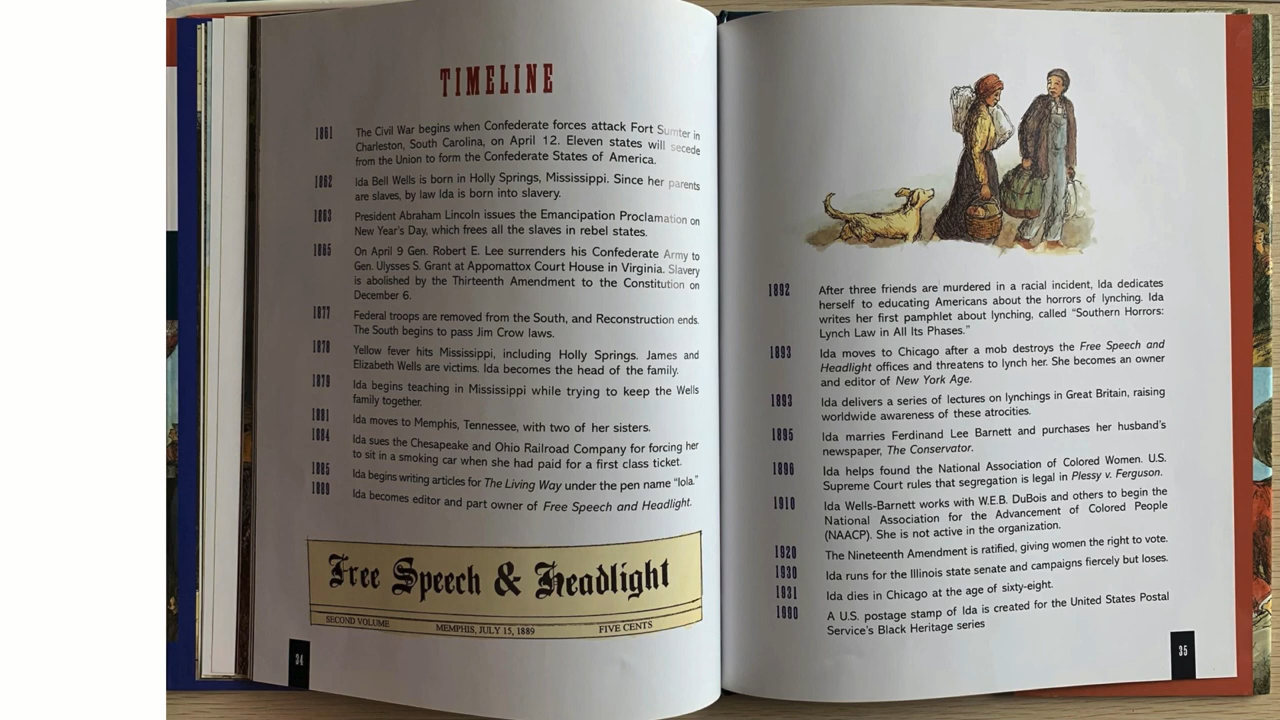 TIMELINE
1861
The Civil War begins when Confederate forces attack Fort Sumter in
Charleston, South Carolina, on April 12. Eleven states will secede
from the Union to form the Confederate States of America.
1862
Ida Bell Wells is born in Holly Springs, Mississippi. Since her parents
are slaves, by law Ida is born into slavery.
1863
President Abraham Lincoln issues the Emancipation Proclamation on
New Year's Day, which frees all the slaves in rebel states.
1865
On April 9 Gen. Robert E. Lee surrenders his Confederate Army to
Gen. Ulysses S. Grant at Appomattox Court House in Virginia. Slavery
is abolished by the Thirteenth Amendment to the Constitution on
December 6.
1877
Federal troops are removed from the South, and Reconstruction ends.
The South begins to pass Jim Crow laws.
1878
Yellow fever hits Mississippi, including Holly Springs. James and
Elizabeth Wells are victims. Ida becomes the head of the family.
1879
Ida begins teaching in Mississippi while trying to keep the Wells
family together.
1881
Ida moves to Memphis, Tennessee, with two of her sisters.
1884
Ida sues the Chesapeake and Ohio Railroad Company for forcing her
to sit in a smoking car when she had paid for a first class ticket.
1885
Ida begins writing articles for The Living Way under the pen name "Iola."
1889
Ida becomes editor and part owner of Free Speech and Headlight.
Free Speech & Headlight
SECOND VOLUME MEMPHIS, JULY 15, 1889 FIVE CENTS
34
1892
After three friends are murdered in a racial incident, Ida dedicates
herself to educating Americans about the horrors of lynching. Ida
writes her first pamphlet about lynching, called "Southern Horrors:
Lynch Law in All Its Phases."
1893
Ida moves to Chicago after a mob destroys the Free Speech and
Headlight offices and threatens to lynch her. She becomes an owner
and editor of New York Age.
1893
Ida delivers a series of lectures on lynchings in Great Britain, raising
worldwide awareness of these atrocities.
1895
Ida marries Ferdinand Lee Barnett and purchases her husband's
newspaper, The Conservator.
1896
Ida helps found the National Association of Colored Women. U.S.
Supreme Court rules that segregation is legal in Plessy v. Ferguson.
1910
Ida Wells-Barnett works with W.E.B. DuBois and others to begin the
National Association for the Advancement of Colored People
(NAACP). She is not active in the organization.
1920
The Nineteenth Amendment is ratified, giving women the right to vote.
1930
Ida runs for the Illinois state senate and campaigns fiercely but loses.
1931
Ida dies in Chicago at the age of sixty-eight.
1990
A U.S. postage stamp of Ida is created for the United States Postal
Service's Black Heritage series
35